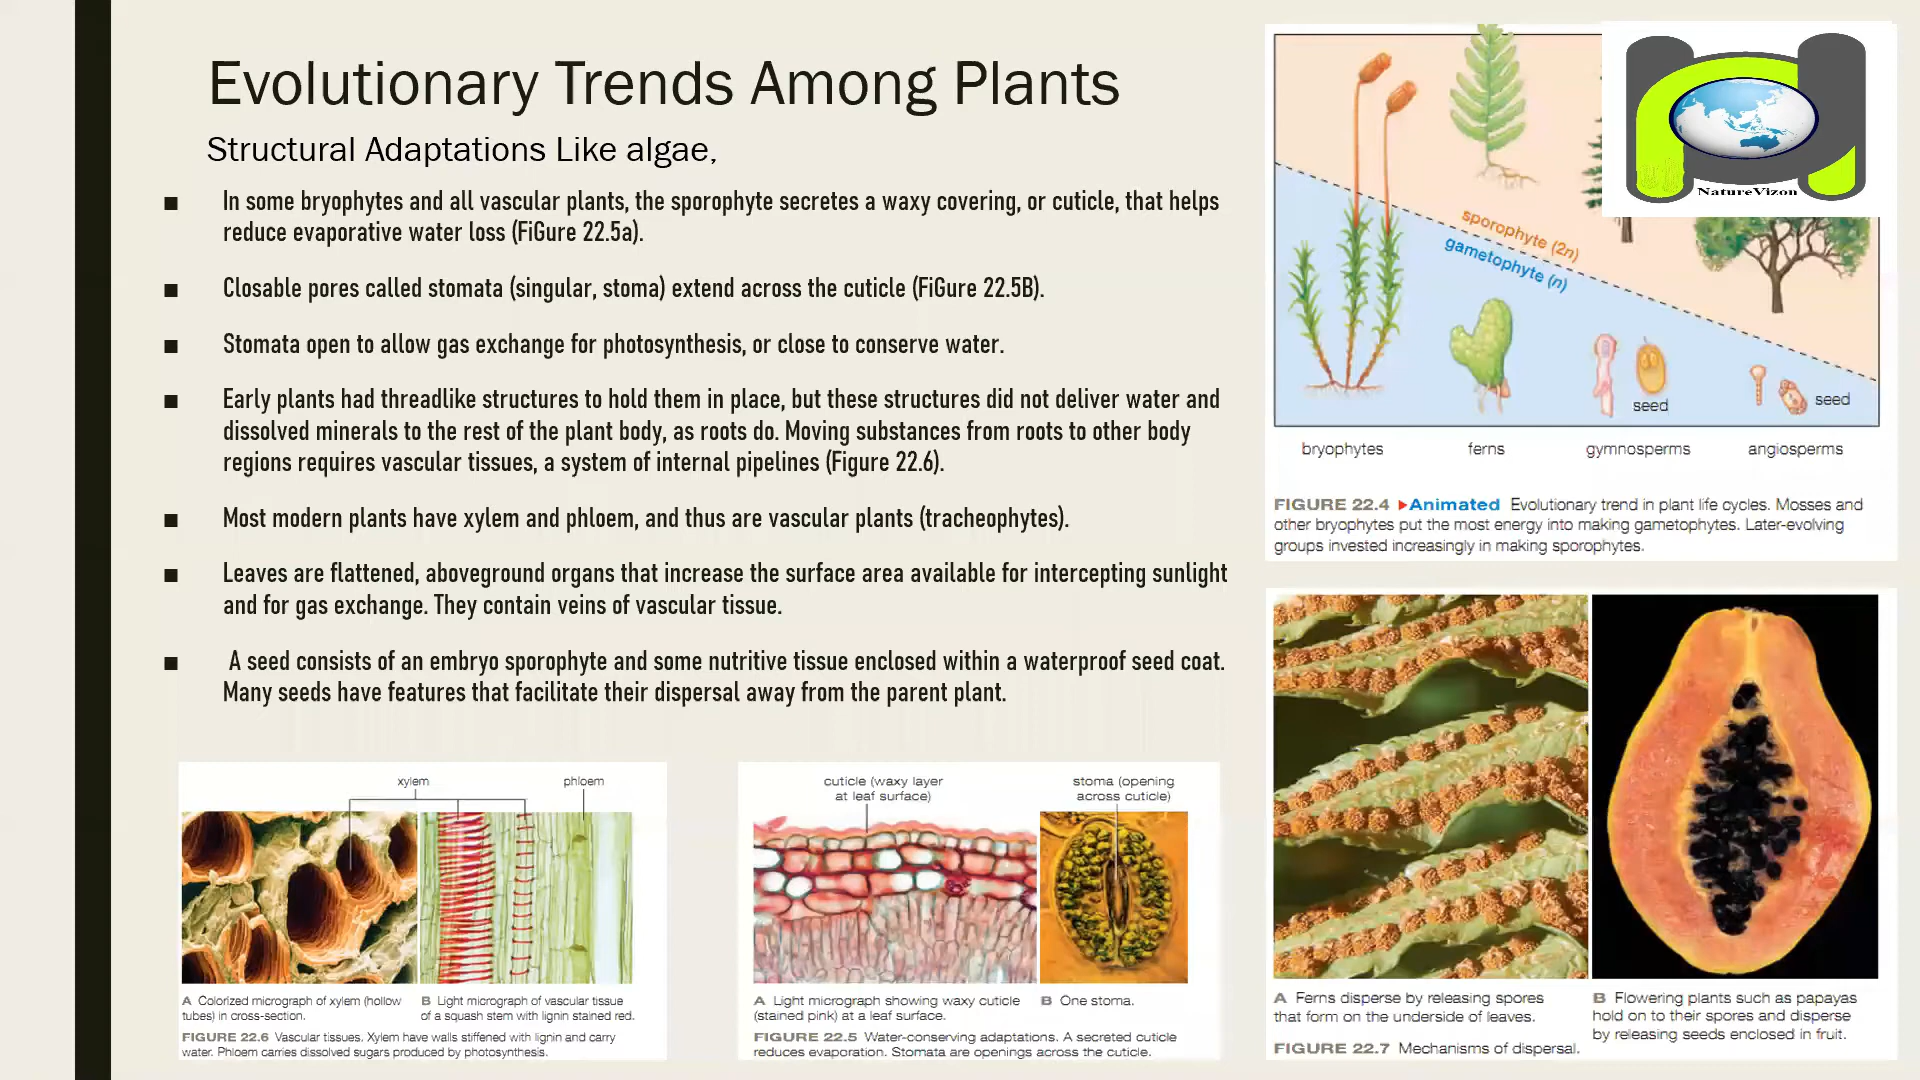 Evolutionary Trends Among Plants
Structural Adaptations Like algae,
■ In some bryophytes and all vascular plants, the sporophyte secretes a waxy covering, or cuticle, that helps
reduce evaporative water loss (FiGure 22.5a).
■ Closable pores called stomata (singular, stoma) extend across the cuticle (FiGure 22.5B).
■ Stomata open to allow gas exchange for photosynthesis, or close to conserve water.
■ Early plants had threadlike structures to hold them in place, but these structures did not deliver water and
dissolved minerals to the rest of the plant body, as roots do. Moving substances from roots to other body
regions requires vascular tissues, a system of internal pipelines (Figure 22.6).
■ Most modern plants have xylem and phloem, and thus are vascular plants (tracheophytes).
■ Leaves are flattened, aboveground organs that increase the surface area available for intercepting sunlight
and for gas exchange. They contain veins of vascular tissue.
■ A seed consists of an embryo sporophyte and some nutritive tissue enclosed within a waterproof seed coat.
Many seeds have features that facilitate their dispersal away from the parent plant.
xylem phloem
A Colorized micrograph of xylem (hollow
tubes) in cross-section.
B Light micrograph of vascular tissue
of a squash stem with lignin stained red.
FIGURE 22.6 Vascular tissues. Xylem have walls stiffened with lignin and carry
water. Phloem carries dissolved sugars produced by photosynthesis.
cuticle (waxy layer
at leaf surface)
stoma (opening
across cuticle)
A Light micrograph showing waxy cuticle
(stained pink) at a leaf surface.
B One stoma.
FIGURE 22.5 Water-conserving adaptations. A secreted cuticle
reduces evaporation. Stomata are openings across the cuticle.
NatureVizon
sporophyte (2n)
gametophyte (n)
seed
seed
bryophytes ferns gymnosperms angiosperms
FIGURE 22.4 ▶Animated Evolutionary trend in plant life cycles. Mosses and
other bryophytes put the most energy into making gametophytes. Later-evolving
groups invested increasingly in making sporophytes.
A Ferns disperse by releasing spores
that form on the underside of leaves.
B Flowering plants such as papayas
hold on to their spores and disperse
by releasing seeds enclosed in fruit.
FIGURE 22.7 Mechanisms of dispersal.